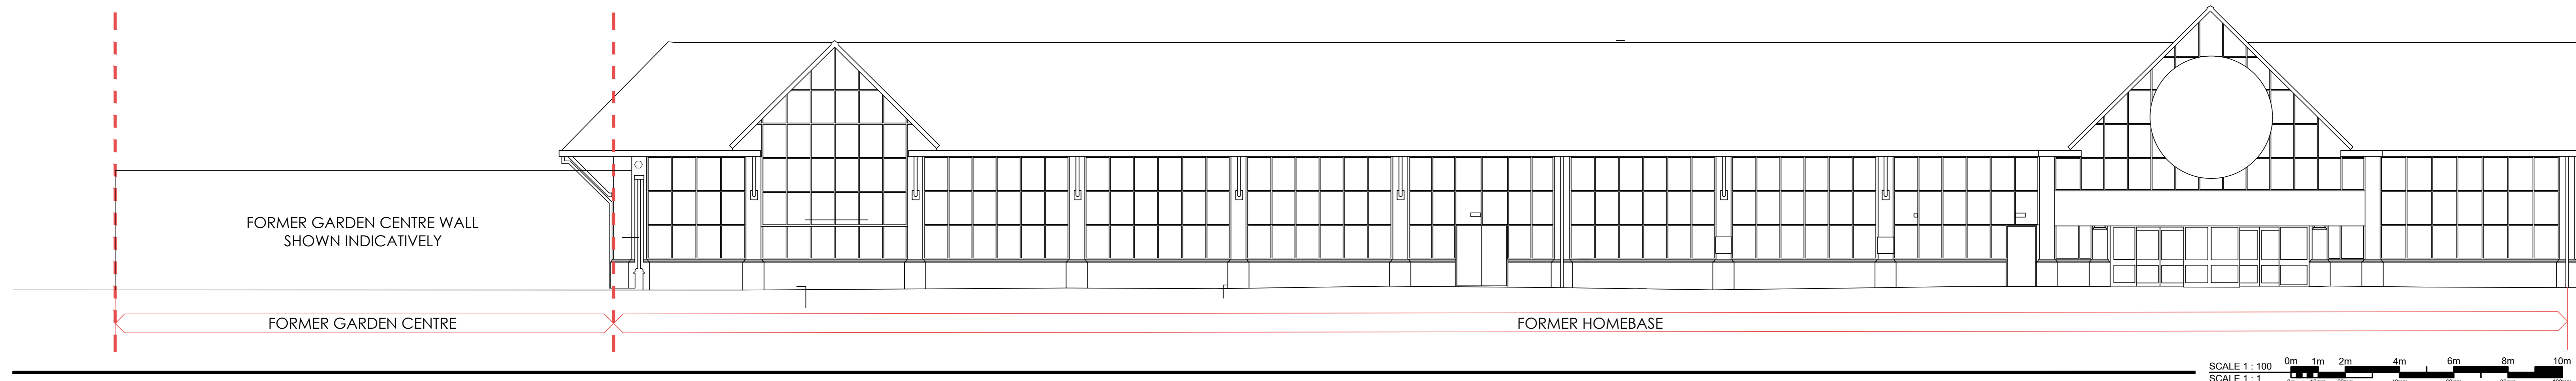 FORMER GARDEN CENTRE WALL
SHOWN INDICATIVELY
FORMER GARDEN CENTRE
FORMER HOMEBASE
SCALE 1 : 100
0m 1m 2m 4m 6m 8m 10m
SCALE 1 : 1